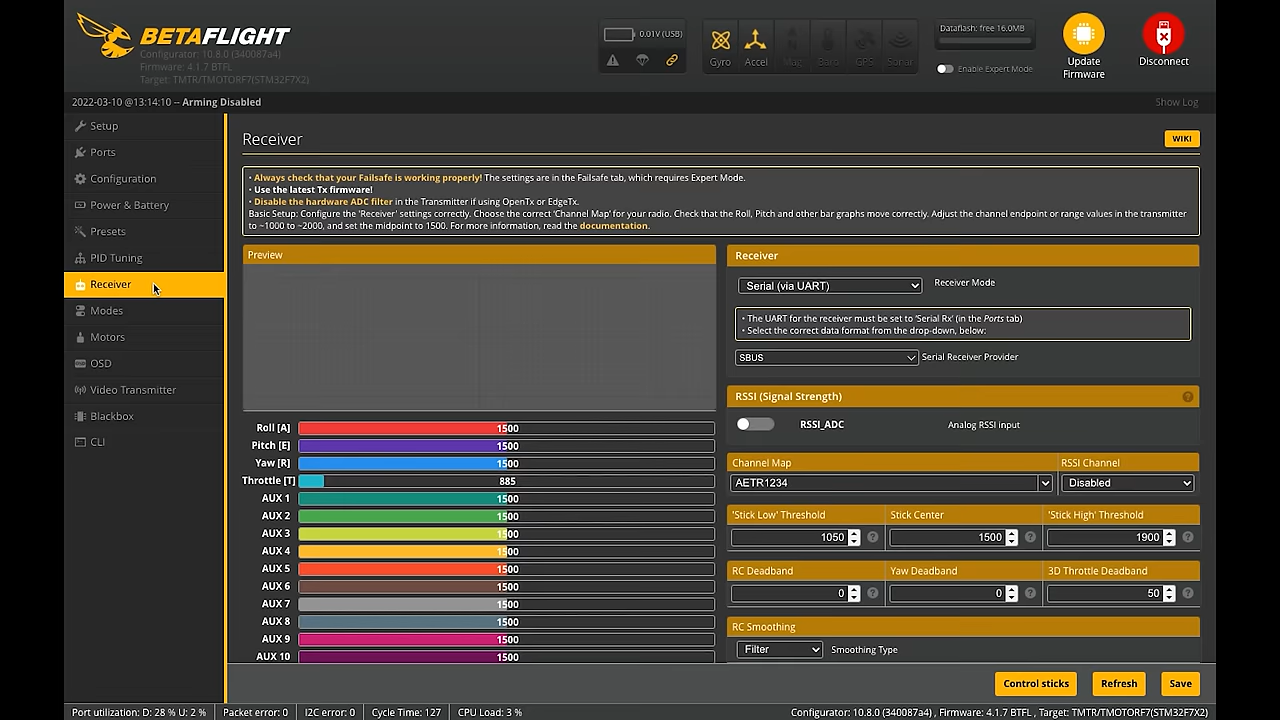 BETAFLIGHT
Configurator: 10.8.0 (340087a4)
Firmware: 4.1.7 BTFL
Target: TMTR/TMOTORF7(STM32F7X2)
0.01V (USB)
Gyro
Accel
Mag
Baro
GPS
Sonar
Dataflash: free 16.0MB
Enable Expert Mode
Update
Firmware
Disconnect
2022-03-10 @13:14:10 -- Arming Disabled
Show Log
Setup
Ports
Configuration
Power & Battery
Presets
PID Tuning
Receiver
Modes
Motors
OSD
Video Transmitter
Blackbox
CLI
Receiver
WIKI
• Always check that your Failsafe is working properly! The settings are in the Failsafe tab, which requires Expert Mode.
• Use the latest Tx firmware!
• Disable the hardware ADC filter in the Transmitter if using OpenTx or EdgeTx.
Basic Setup: Configure the 'Receiver' settings correctly. Choose the correct 'Channel Map' for your radio. Check that the Roll, Pitch and other bar graphs move correctly. Adjust the channel endpoint or range values in the transmitter
to ~1000 to ~2000, and set the midpoint to 1500. For more information, read the documentation.
Preview
Roll [A] 1500
Pitch [E] 1500
Yaw [R] 1500
Throttle [T] 885
AUX 1 1500
AUX 2 1500
AUX 3 1500
AUX 4 1500
AUX 5 1500
AUX 6 1500
AUX 7 1500
AUX 8 1500
AUX 9 1500
AUX 10 1500
Receiver
Serial (via UART) Receiver Mode
• The UART for the receiver must be set to 'Serial Rx' (in the Ports tab)
• Select the correct data format from the drop-down, below:
SBUS Serial Receiver Provider
RSSI (Signal Strength)
RSSI_ADC Analog RSSI input
Channel Map RSSI Channel
AETR1234 Disabled
'Stick Low' Threshold Stick Center 'Stick High' Threshold
1050 1500 1900
RC Deadband Yaw Deadband 3D Throttle Deadband
0 0 50
RC Smoothing
Filter Smoothing Type
Control sticks Refresh Save
Port utilization: D: 28 % U: 2 % Packet error: 0 I2C error: 0 Cycle Time: 127 CPU Load: 3 % Configurator: 10.8.0 (340087a4) , Firmware: 4.1.7 BTFL, Target: TMTR/TMOTORF7(STM32F7X2)